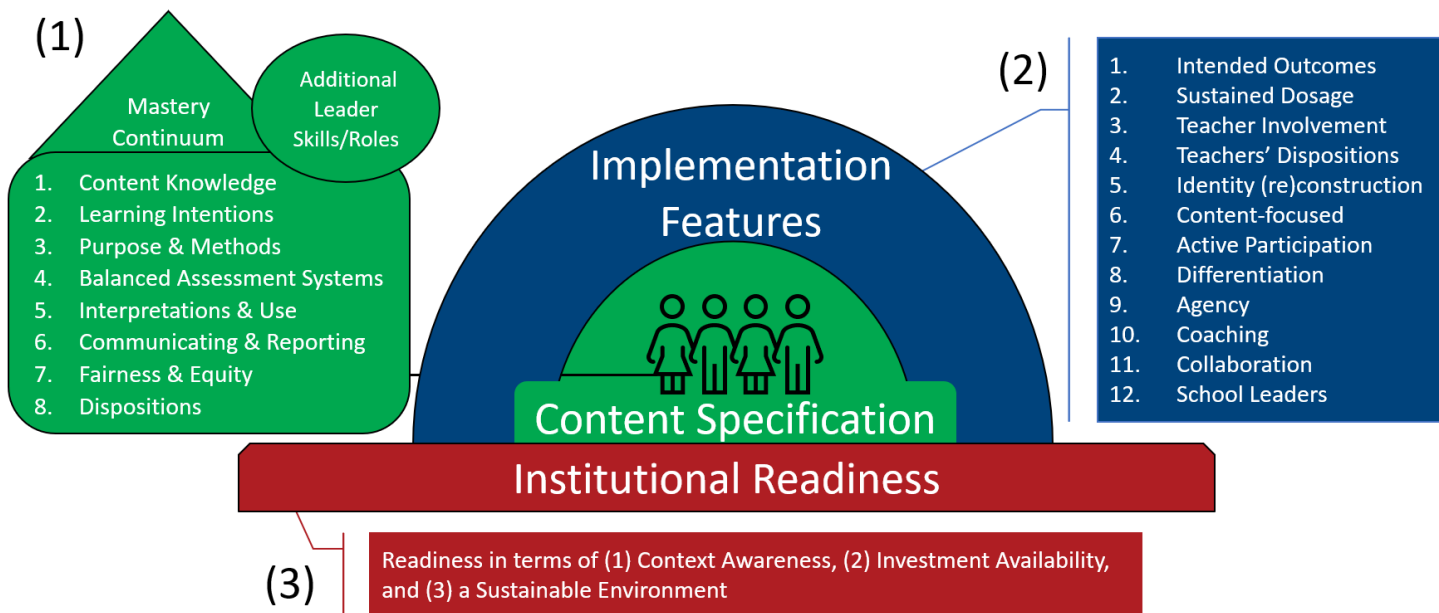 (1)
Mastery
Continuum
Additional
Leader
Skills/Roles
1. Content Knowledge
2. Learning Intentions
3. Purpose & Methods
4. Balanced Assessment Systems
5. Interpretations & Use
6. Communicating & Reporting
7. Fairness & Equity
8. Dispositions
Implementation
Features
Content Specification
Institutional Readiness
(2)
1. Intended Outcomes
2. Sustained Dosage
3. Teacher Involvement
4. Teachers’ Dispositions
5. Identity (re)construction
6. Content-focused
7. Active Participation
8. Differentiation
9. Agency
10. Coaching
11. Collaboration
12. School Leaders
(3)
Readiness in terms of (1) Context Awareness, (2) Investment Availability,
and (3) a Sustainable Environment